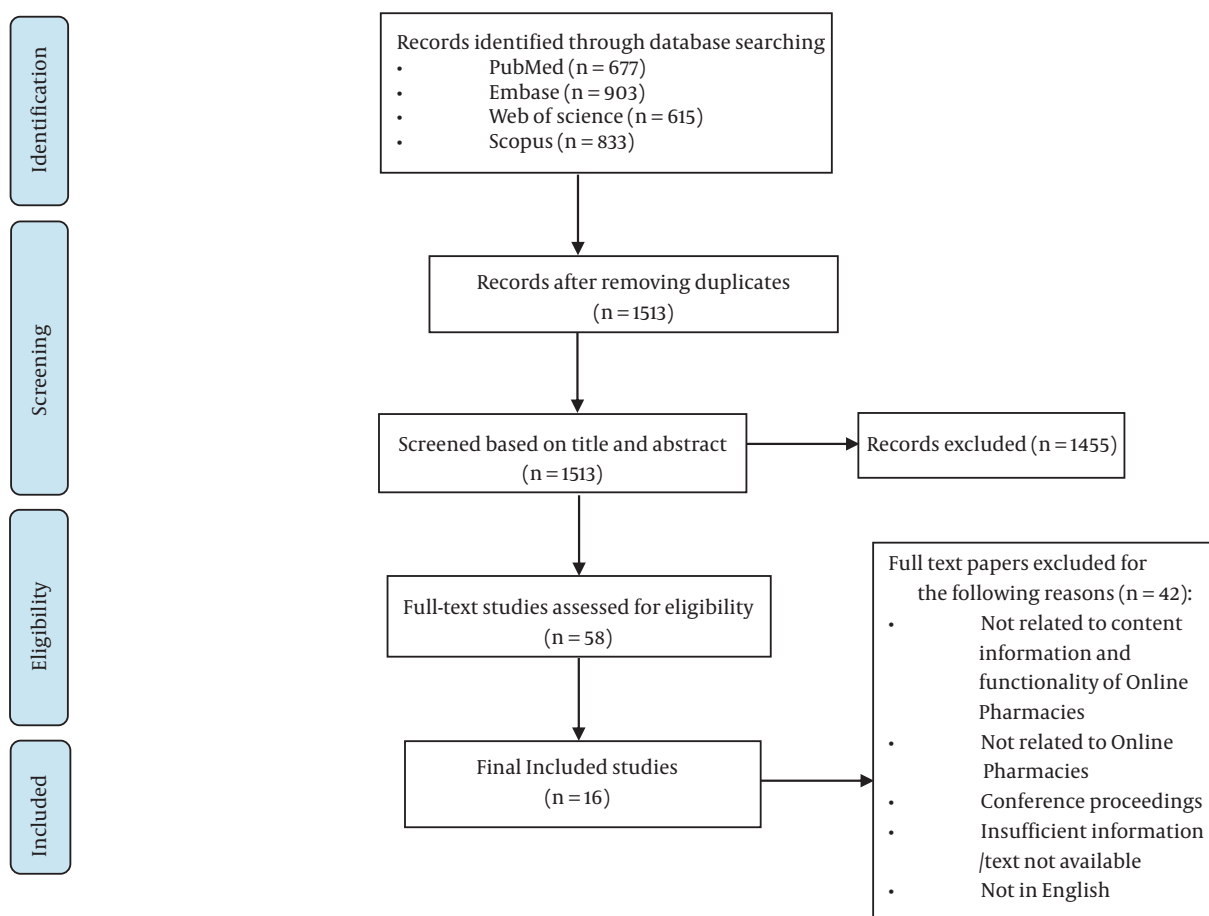 Identification
Records identified through database searching
• PubMed (n = 677)
• Embase (n = 903)
• Web of science (n = 615)
• Scopus (n = 833)
Screening
Records after removing duplicates
(n = 1513)
Screened based on title and abstract
(n = 1513)
Records excluded (n = 1455)
Eligibility
Full-text studies assessed for eligibility
(n = 58)
Full text papers excluded for
the following reasons (n = 42):
• Not related to content
information and
functionality of Online
Pharmacies
• Not related to Online
Pharmacies
• Conference proceedings
• Insufficient information
/text not available
• Not in English
Included
Final Included studies
(n = 16)